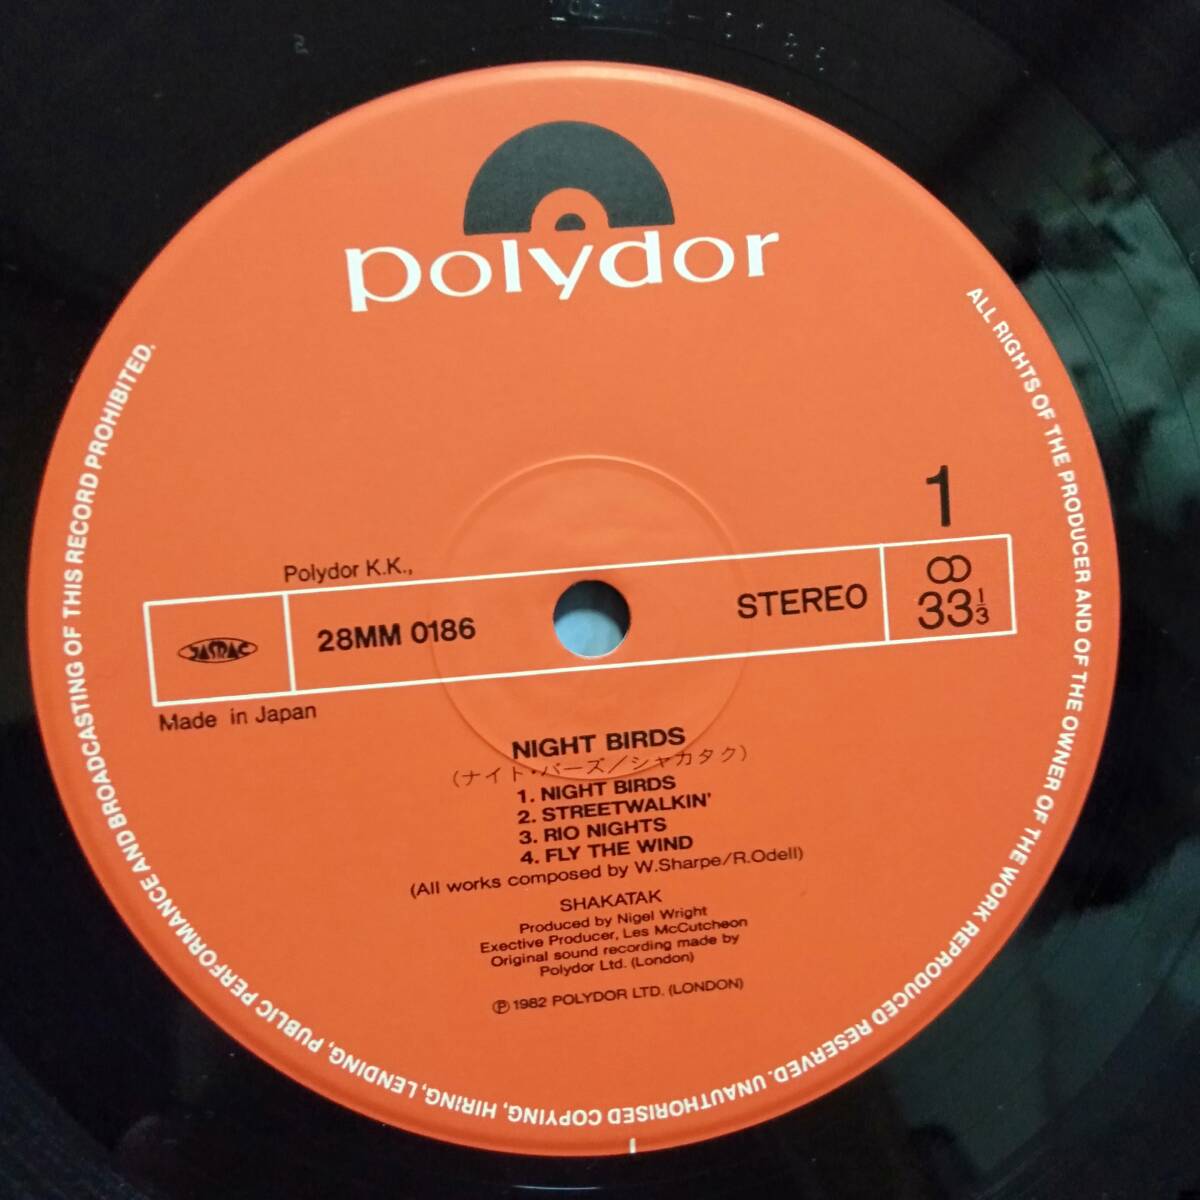 polydor
1
Polydor K.K.,
JASRAC
28MM 0186
STEREO
∞
33 1/3
Made in Japan
NIGHT BIRDS
(ナイト・バーズ/シャカタク)
1. NIGHT BIRDS
2. STREETWALKIN'
3. RIO NIGHTS
4. FLY THE WIND
(All works composed by W.Sharpe/R.Odell)
SHAKATAK
Produced by Nigel Wright
Exective Producer, Les McCutcheon
Original sound recording made by
Polydor Ltd. (London)
Ⓟ 1982 POLYDOR LTD. (LONDON)
ALL RIGHTS OF THE PRODUCER AND OF THE OWNER OF THE WORK REPRODUCED RESERVED. UNAUTHORISED COPYING, HIRING, LENDING, PUBLIC PERFORMANCE AND BROADCASTING OF THIS RECORD PROHIBITED.
2